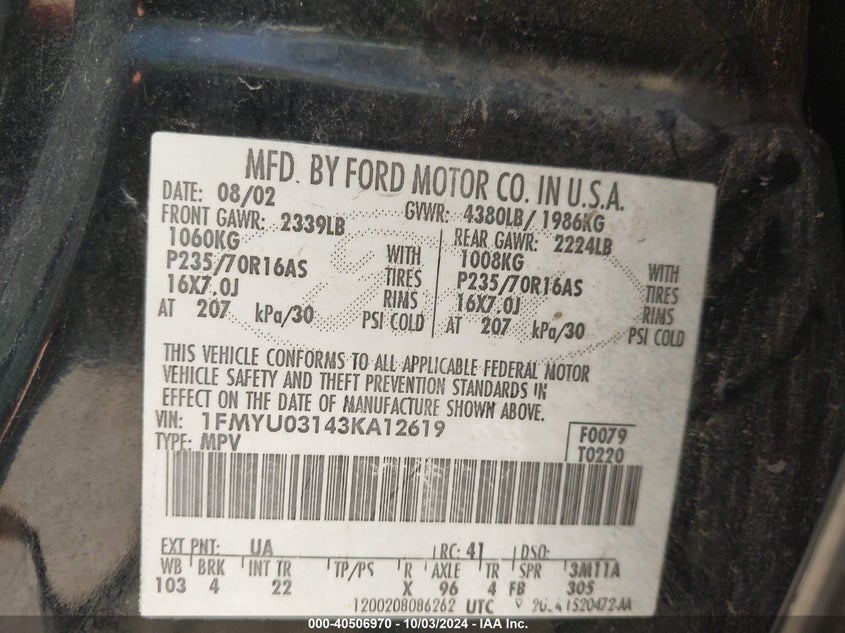 MFD. BY FORD MOTOR CO. IN U.S.A.
DATE: 08/02 GVWR: 4380LB/ 1986KG
FRONT GAWR: 2339LB REAR GAWR: 2224LB
1060KG WITH 1008KG WITH
P235/70R16AS TIRES P235/70R16AS TIRES
16X7.0J RIMS 16X7.0J RIMS
AT 207 kPa/30 PSI COLD AT 207 kPa/30 PSI COLD
THIS VEHICLE CONFORMS TO ALL APPLICABLE FEDERAL MOTOR
VEHICLE SAFETY AND THEFT PREVENTION STANDARDS IN
EFFECT ON THE DATE OF MANUFACTURE SHOWN ABOVE.
VIN: 1FMYU03143KA12619 F0079
TYPE: MPV T0220
EXT PNT: UA RC: 41 DSO:
WB BRK INT TR TP/PS R AXLE TR SPR 3M11A
103 4 22 X 96 4 FB 305
1200208086262 UTC
000-40506970 - 10/03/2024 - IAA Inc.